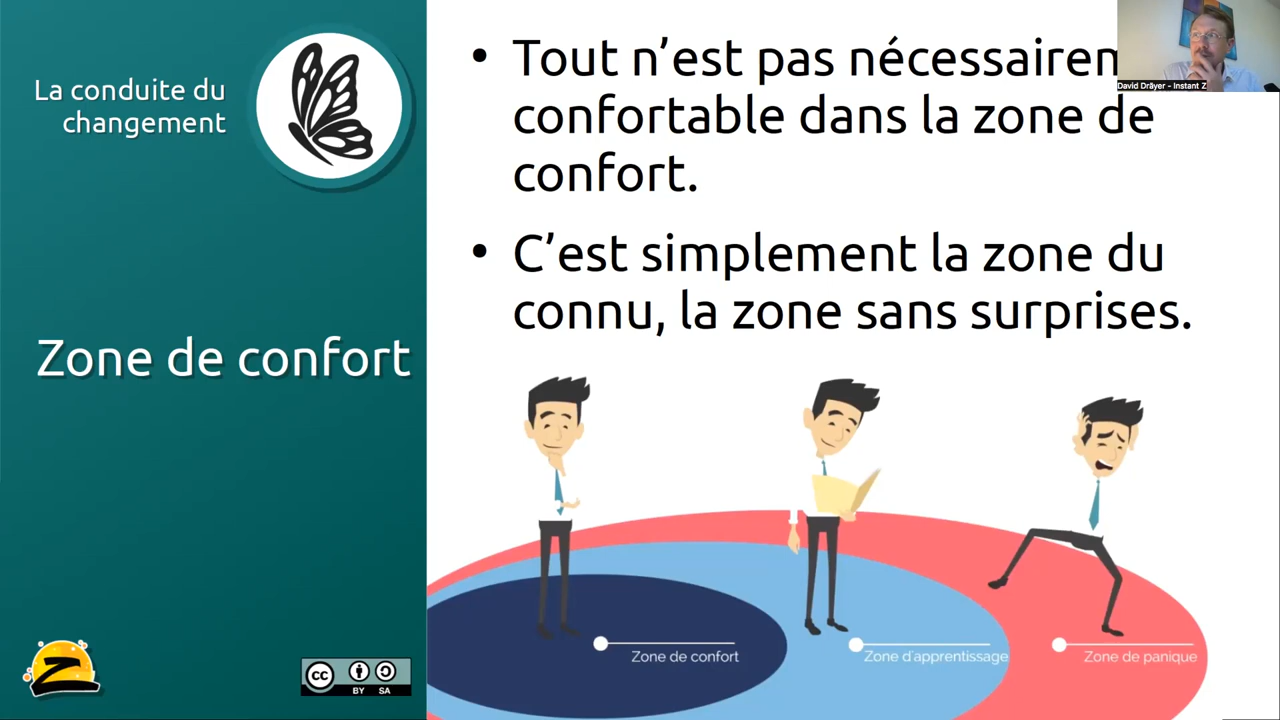 La conduite du
changement
Zone de confort
• Tout n’est pas
confortable dans la zone de
confort.
• C’est simplement la zone du
connu, la zone sans surprises.
Zone de confort
Zone d'apprentissage
Zone de panique
David Dräyer - Instant Z
Z
cc
BY SA